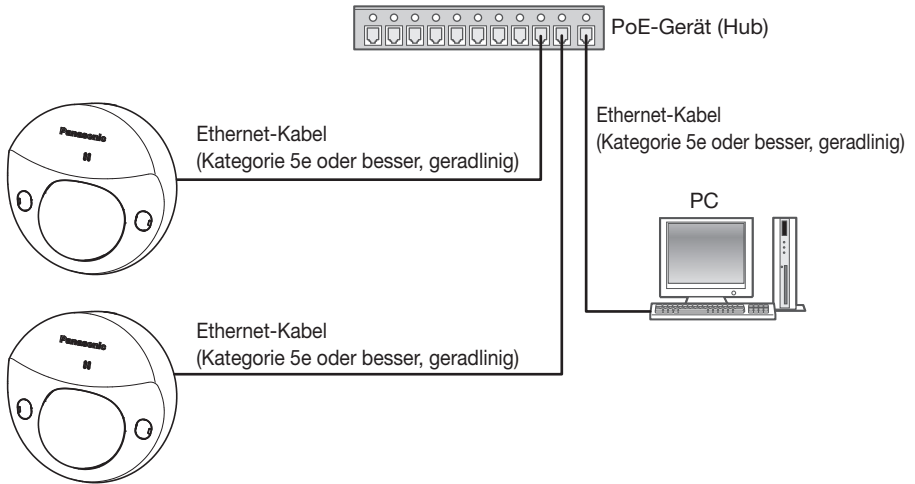 PoE-Gerät (Hub)
Ethernet-Kabel
(Kategorie 5e oder besser, geradlinig)
Ethernet-Kabel
(Kategorie 5e oder besser, geradlinig)
PC
Panasonic
Ethernet-Kabel
(Kategorie 5e oder besser, geradlinig)
Panasonic